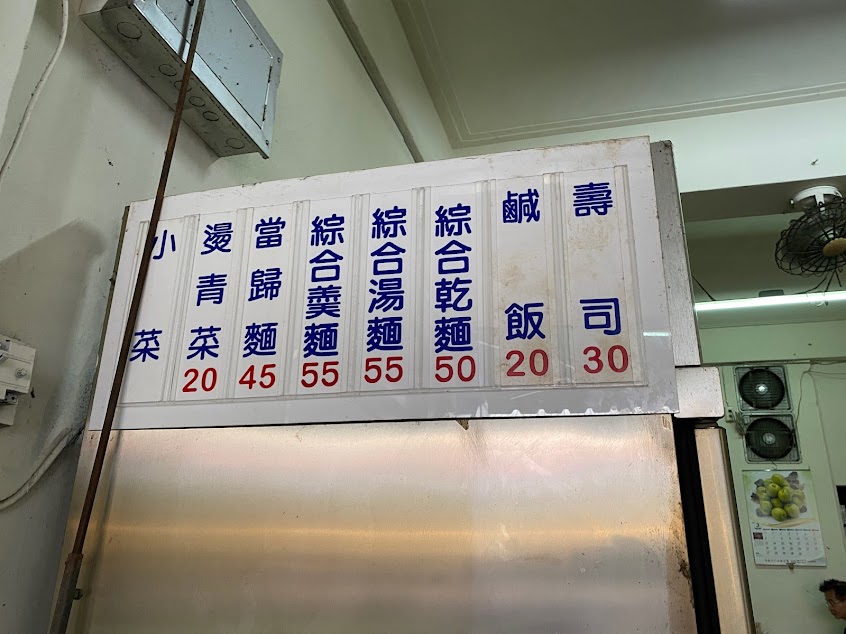 壽司 30
鹹飯 20
綜合乾麵 50
綜合湯麵 55
綜合羹麵 55
當歸麵 45
燙青菜 20
小菜